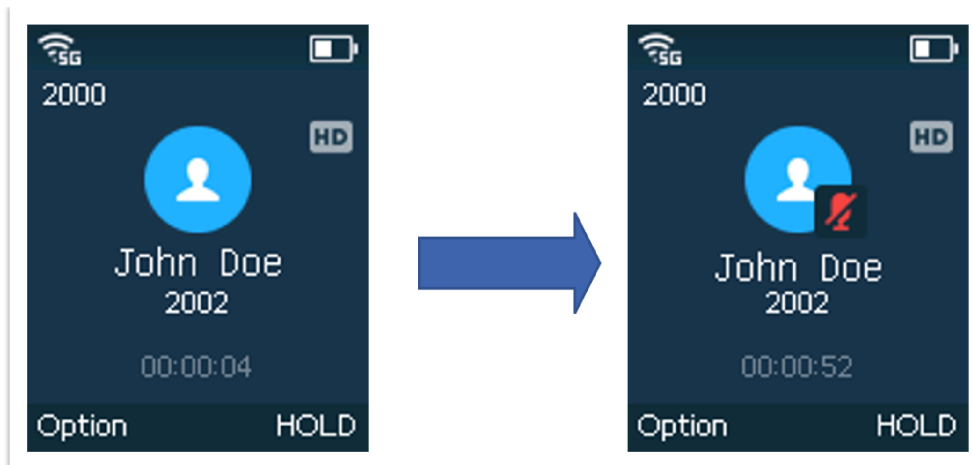 5G
2000
HD
John Doe
2002
00:00:04
Option HOLD
5G
2000
HD
John Doe
2002
00:00:52
Option HOLD